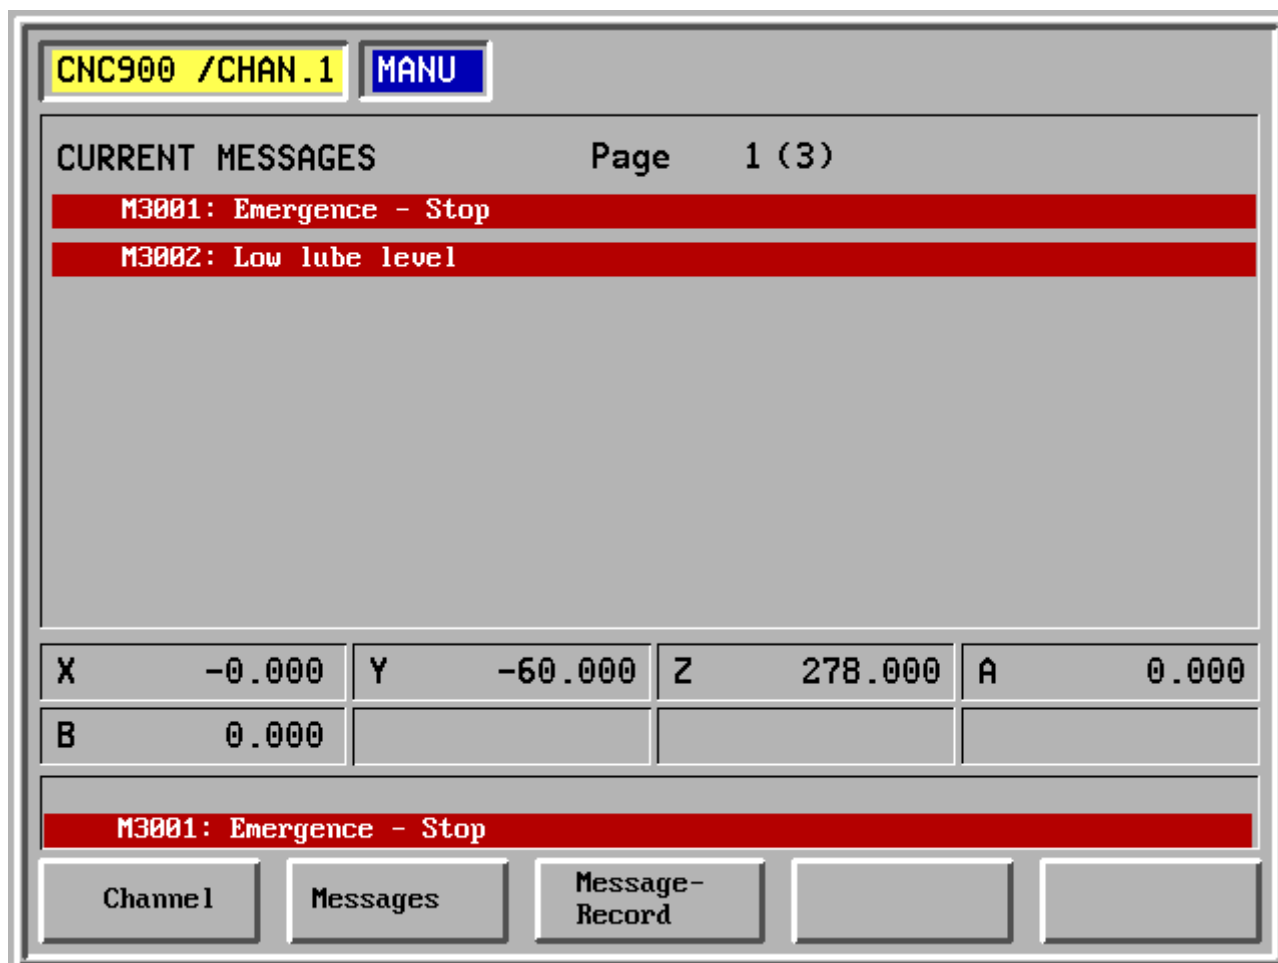 CNC900 /CHAN.1 MANU
CURRENT MESSAGES Page 1 (3)
M3001: Emergence - Stop
M3002: Low lube level
X -0.000 Y -60.000 Z 278.000 A 0.000
B 0.000
M3001: Emergence - Stop
Channel Messages Message-
Record